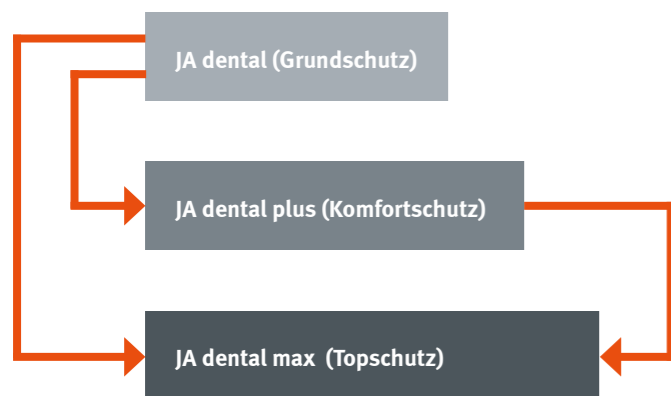 JA dental (Grundschutz)
JA dental plus (Komfortschutz)
JA dental max (Topschutz)